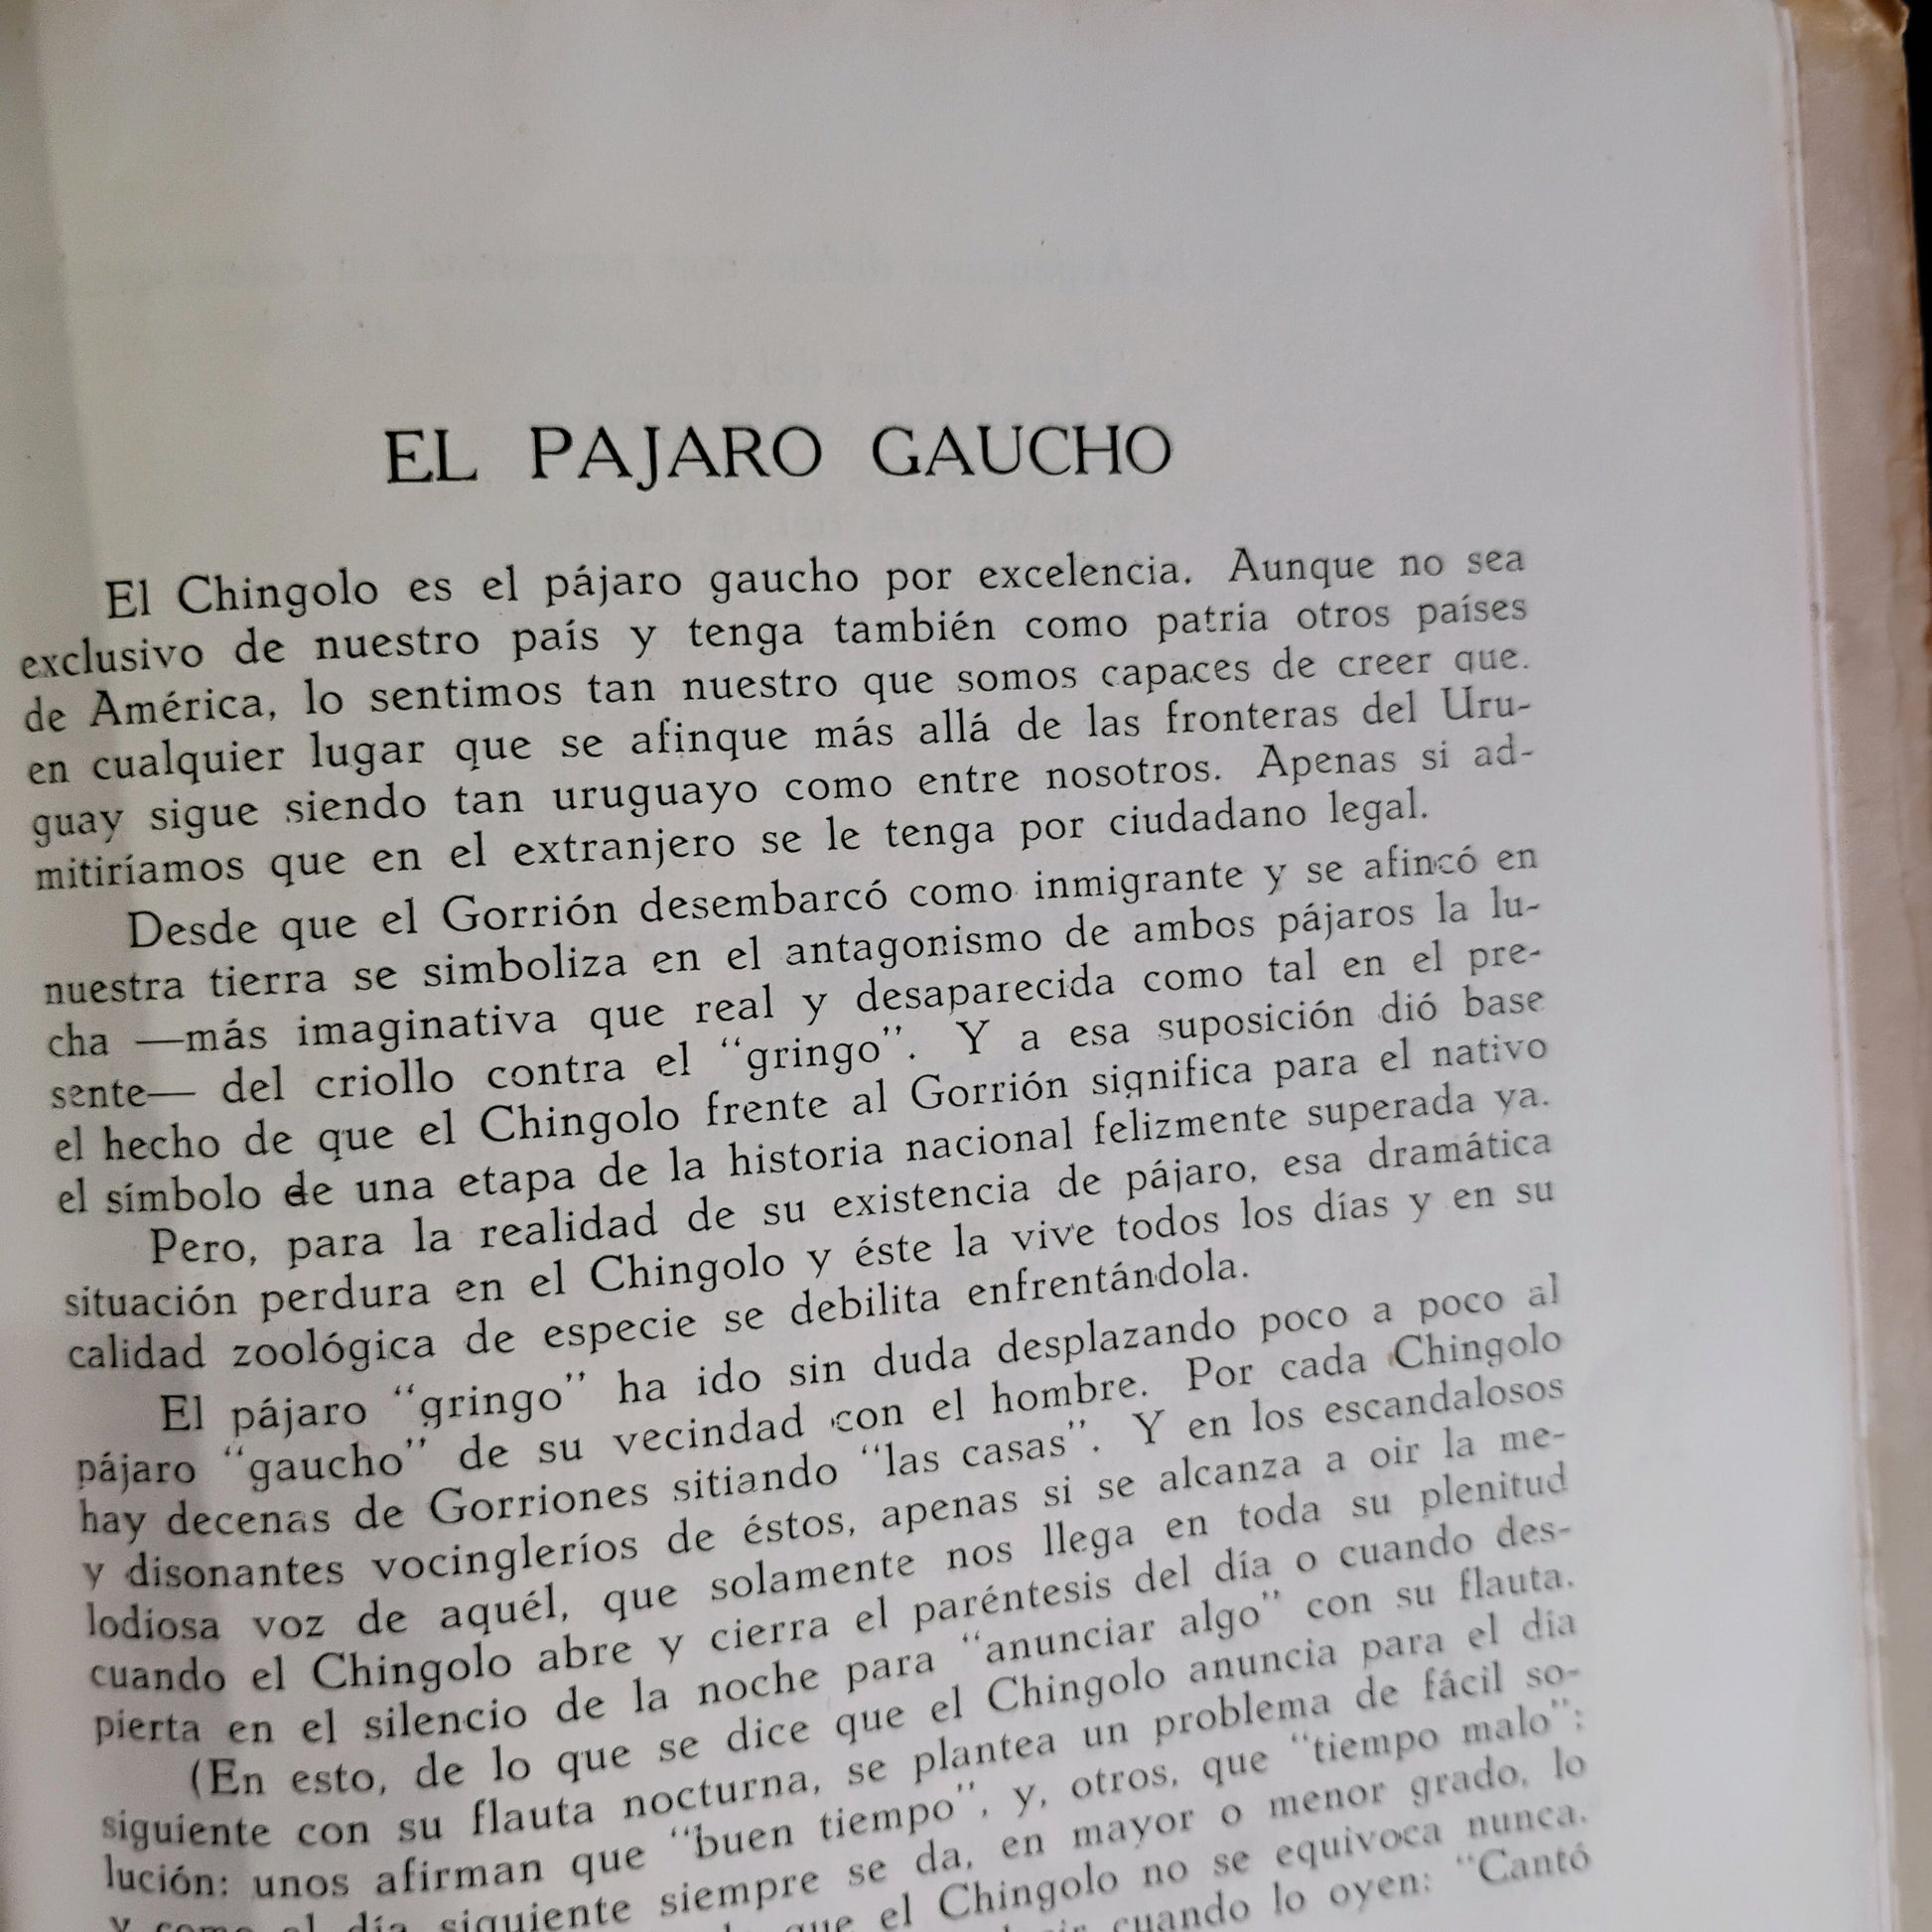 EL PAJARO GAUCHO
El Chingolo es el pájaro gaucho por excelencia. Aunque no sea
exclusivo de nuestro país y tenga también como patria otros países
de América, lo sentimos tan nuestro que somos capaces de creer que.
en cualquier lugar que se afinque más allá de las fronteras del Uru-
guay sigue siendo tan uruguayo como entre nosotros. Apenas si ad-
mitiríamos que en el extranjero se le tenga por ciudadano legal.
Desde que el Gorrión desembarcó como inmigrante y se afincó en
nuestra tierra se simboliza en el antagonismo de ambos pájaros la lu-
cha —más imaginativa que real y desaparecida como tal en el pre-
sente— del criollo contra el "gringo". Y a esa suposición dió base
el hecho de que el Chingolo frente al Gorrión significa para el nativo
el símbolo de una etapa de la historia nacional felizmente superada ya.
Pero, para la realidad de su existencia de pájaro, esa dramática
situación perdura en el Chingolo y éste la vive todos los días y en su
calidad zoológica de especie se debilita enfrentándola.
El pájaro "gringo" ha ido sin duda desplazando poco a poco al
pájaro "gaucho" de su vecindad con el hombre. Por cada Chingolo
hay decenas de Gorriones sitiando "las casas". Y en los escandalosos
y disonantes vocingleríos de éstos, apenas si se alcanza a oir la me-
lodiosa voz de aquél, que solamente nos llega en toda su plenitud
cuando el Chingolo abre y cierra el paréntesis del día o cuando des-
pierta en el silencio de la noche para "anunciar algo" con su flauta.
(En esto, de lo que se dice que el Chingolo anuncia para el día
siguiente con su flauta nocturna, se plantea un problema de fácil so-
lución: unos afirman que "buen tiempo", y, otros, que "tiempo malo";
y como el día siguiente siempre se da, en mayor o menor grado, lo
que el Chingolo no se equivoca nunca.
cuando lo oyen: "Cantó